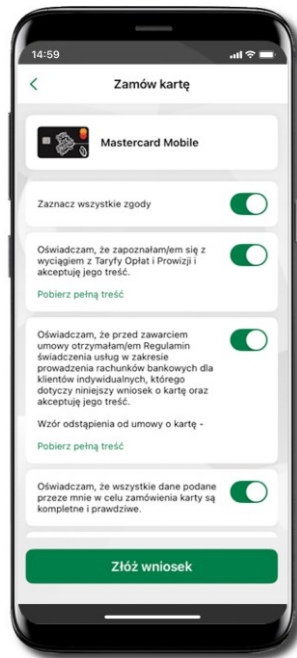 14:59
Zamów kartę
Mastercard Mobile
Zaznacz wszystkie zgody
Oświadczam, że zapoznałam/em się z
wyciągiem z Taryfy Opłat i Prowizji i
akceptuję jego treść.
Pobierz pełną treść
Oświadczam, że przed zawarciem
umowy otrzymałam/em Regulamin
świadczenia usług w zakresie
prowadzenia rachunków bankowych dla
klientów indywidualnych, którego
dotyczy niniejszy wniosek o kartę oraz
akceptuję jego treść.
Wzór odstąpienia od umowy o kartę -
Pobierz pełną treść
Oświadczam, że wszystkie dane podane
przeze mnie w celu zamówienia karty są
kompletne i prawdziwe.
Złóż wniosek